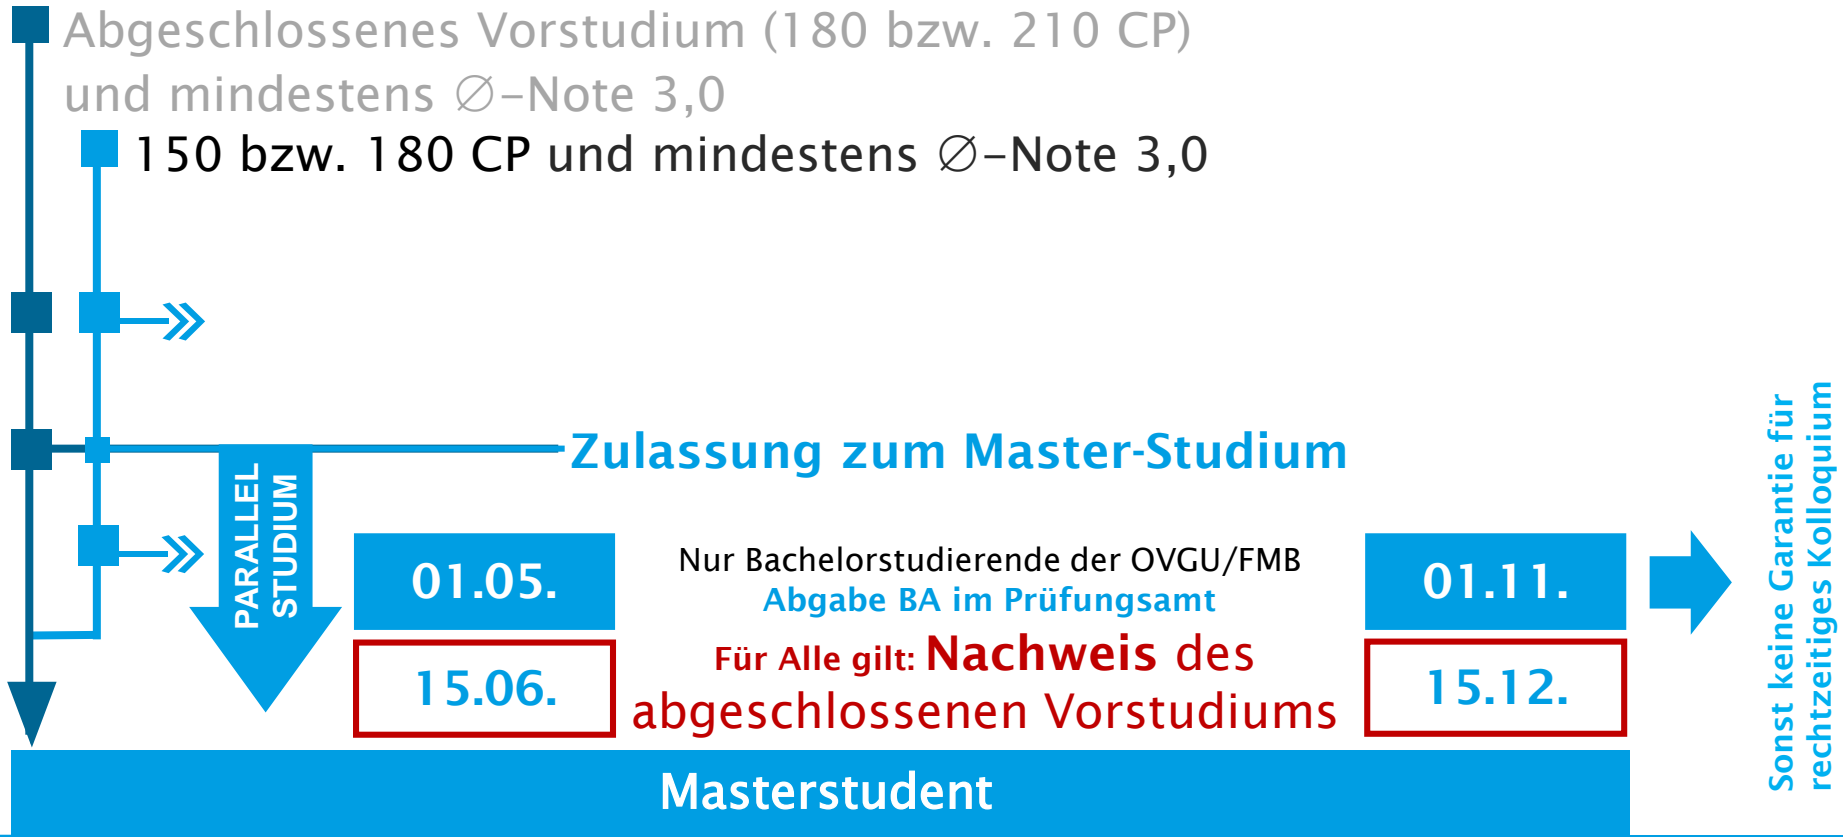 Abgeschlossenes Vorstudium (180 bzw. 210 CP)
und mindestens ∅-Note 3,0
150 bzw. 180 CP und mindestens ∅-Note 3,0
Zulassung zum Master-Studium
PARALLEL
STUDIUM
01.05.
Nur Bachelorstudierende der OVGU/FMB
Abgabe BA im Prüfungsamt
01.11.
15.06.
Für Alle gilt: Nachweis des
abgeschlossenen Vorstudiums
15.12.
Sonst keine Garantie für
rechtzeitiges Kolloquium
Masterstudent